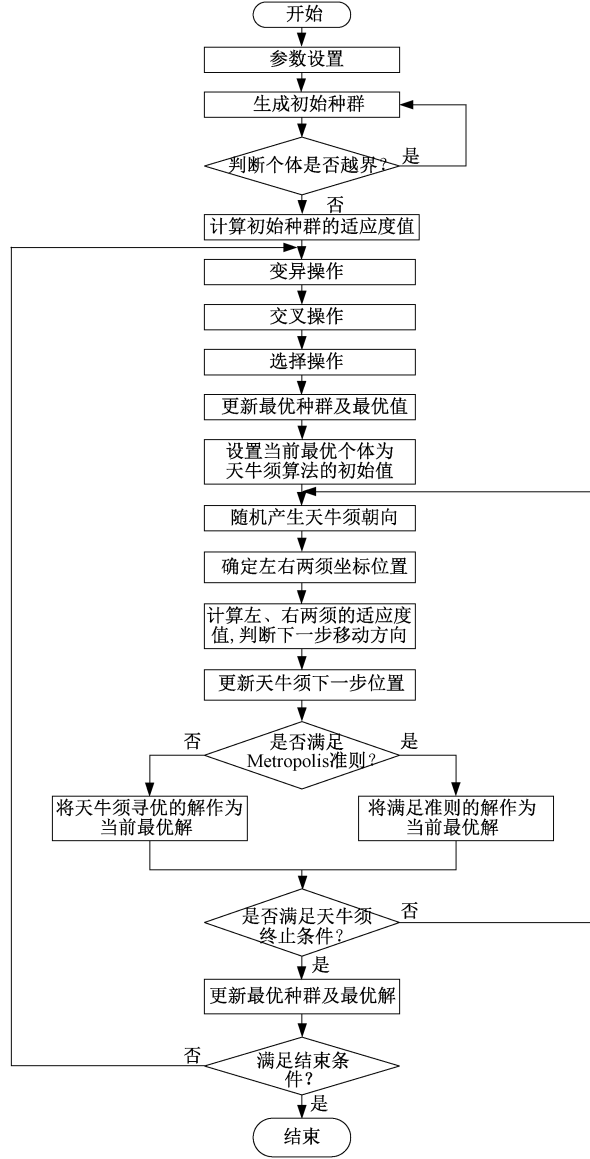 开始
参数设置
生成初始种群
判断个体是否越界?
是
否
计算初始种群的适应度值
变异操作
交叉操作
选择操作
更新最优种群及最优值
设置当前最优个体为
天牛须算法的初始值
随机产生天牛须朝向
确定左右两须坐标位置
计算左、右两须的适应度
值,判断下一步移动方向
更新天牛须下一步位置
否
是否满足
是
Metropolis准则?
将天牛须寻优的解作为
当前最优解
将满足准则的解作为
当前最优解
是否满足天牛须
否
终止条件?
是
更新最优种群及最优解
否
满足结束条
件?
是
结束